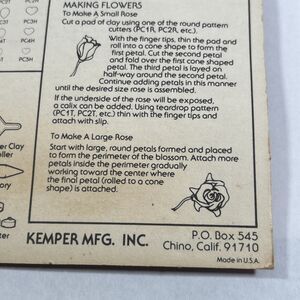 MAKING FLOWERS
To Make A Small Rose
Cut a pad of clay using one of the round pattern
cutters (PC1R, PC2R, etc.).
With the finger tips, thin the pad and
roll into a cone shape to form the
first petal. Cut the second petal
and fold over the first cone shaped
petal. The third petal is layed on
half-way around the second petal.
Continue adding petals in this manner
until the desired size rose is assembled.
If the underside of the rose will be exposed,
a calix can be added. Using teardrop pattern
(PC1T, PC2T, etc.) thin with the finger tips and
attach with slip.
To Make A Large Rose
Start with large, round petals formed and placed
to form the perimeter of the blossom. Attach more
petals inside the perimeter gradually
working toward the center where
the final petal (rolled to a cone
shape) is attached.
PC4H
PC3H
Clay
KEMPER MFG. INC.
P.O. Box 545
Chino, Calif. 91710
Made in U.S.A.